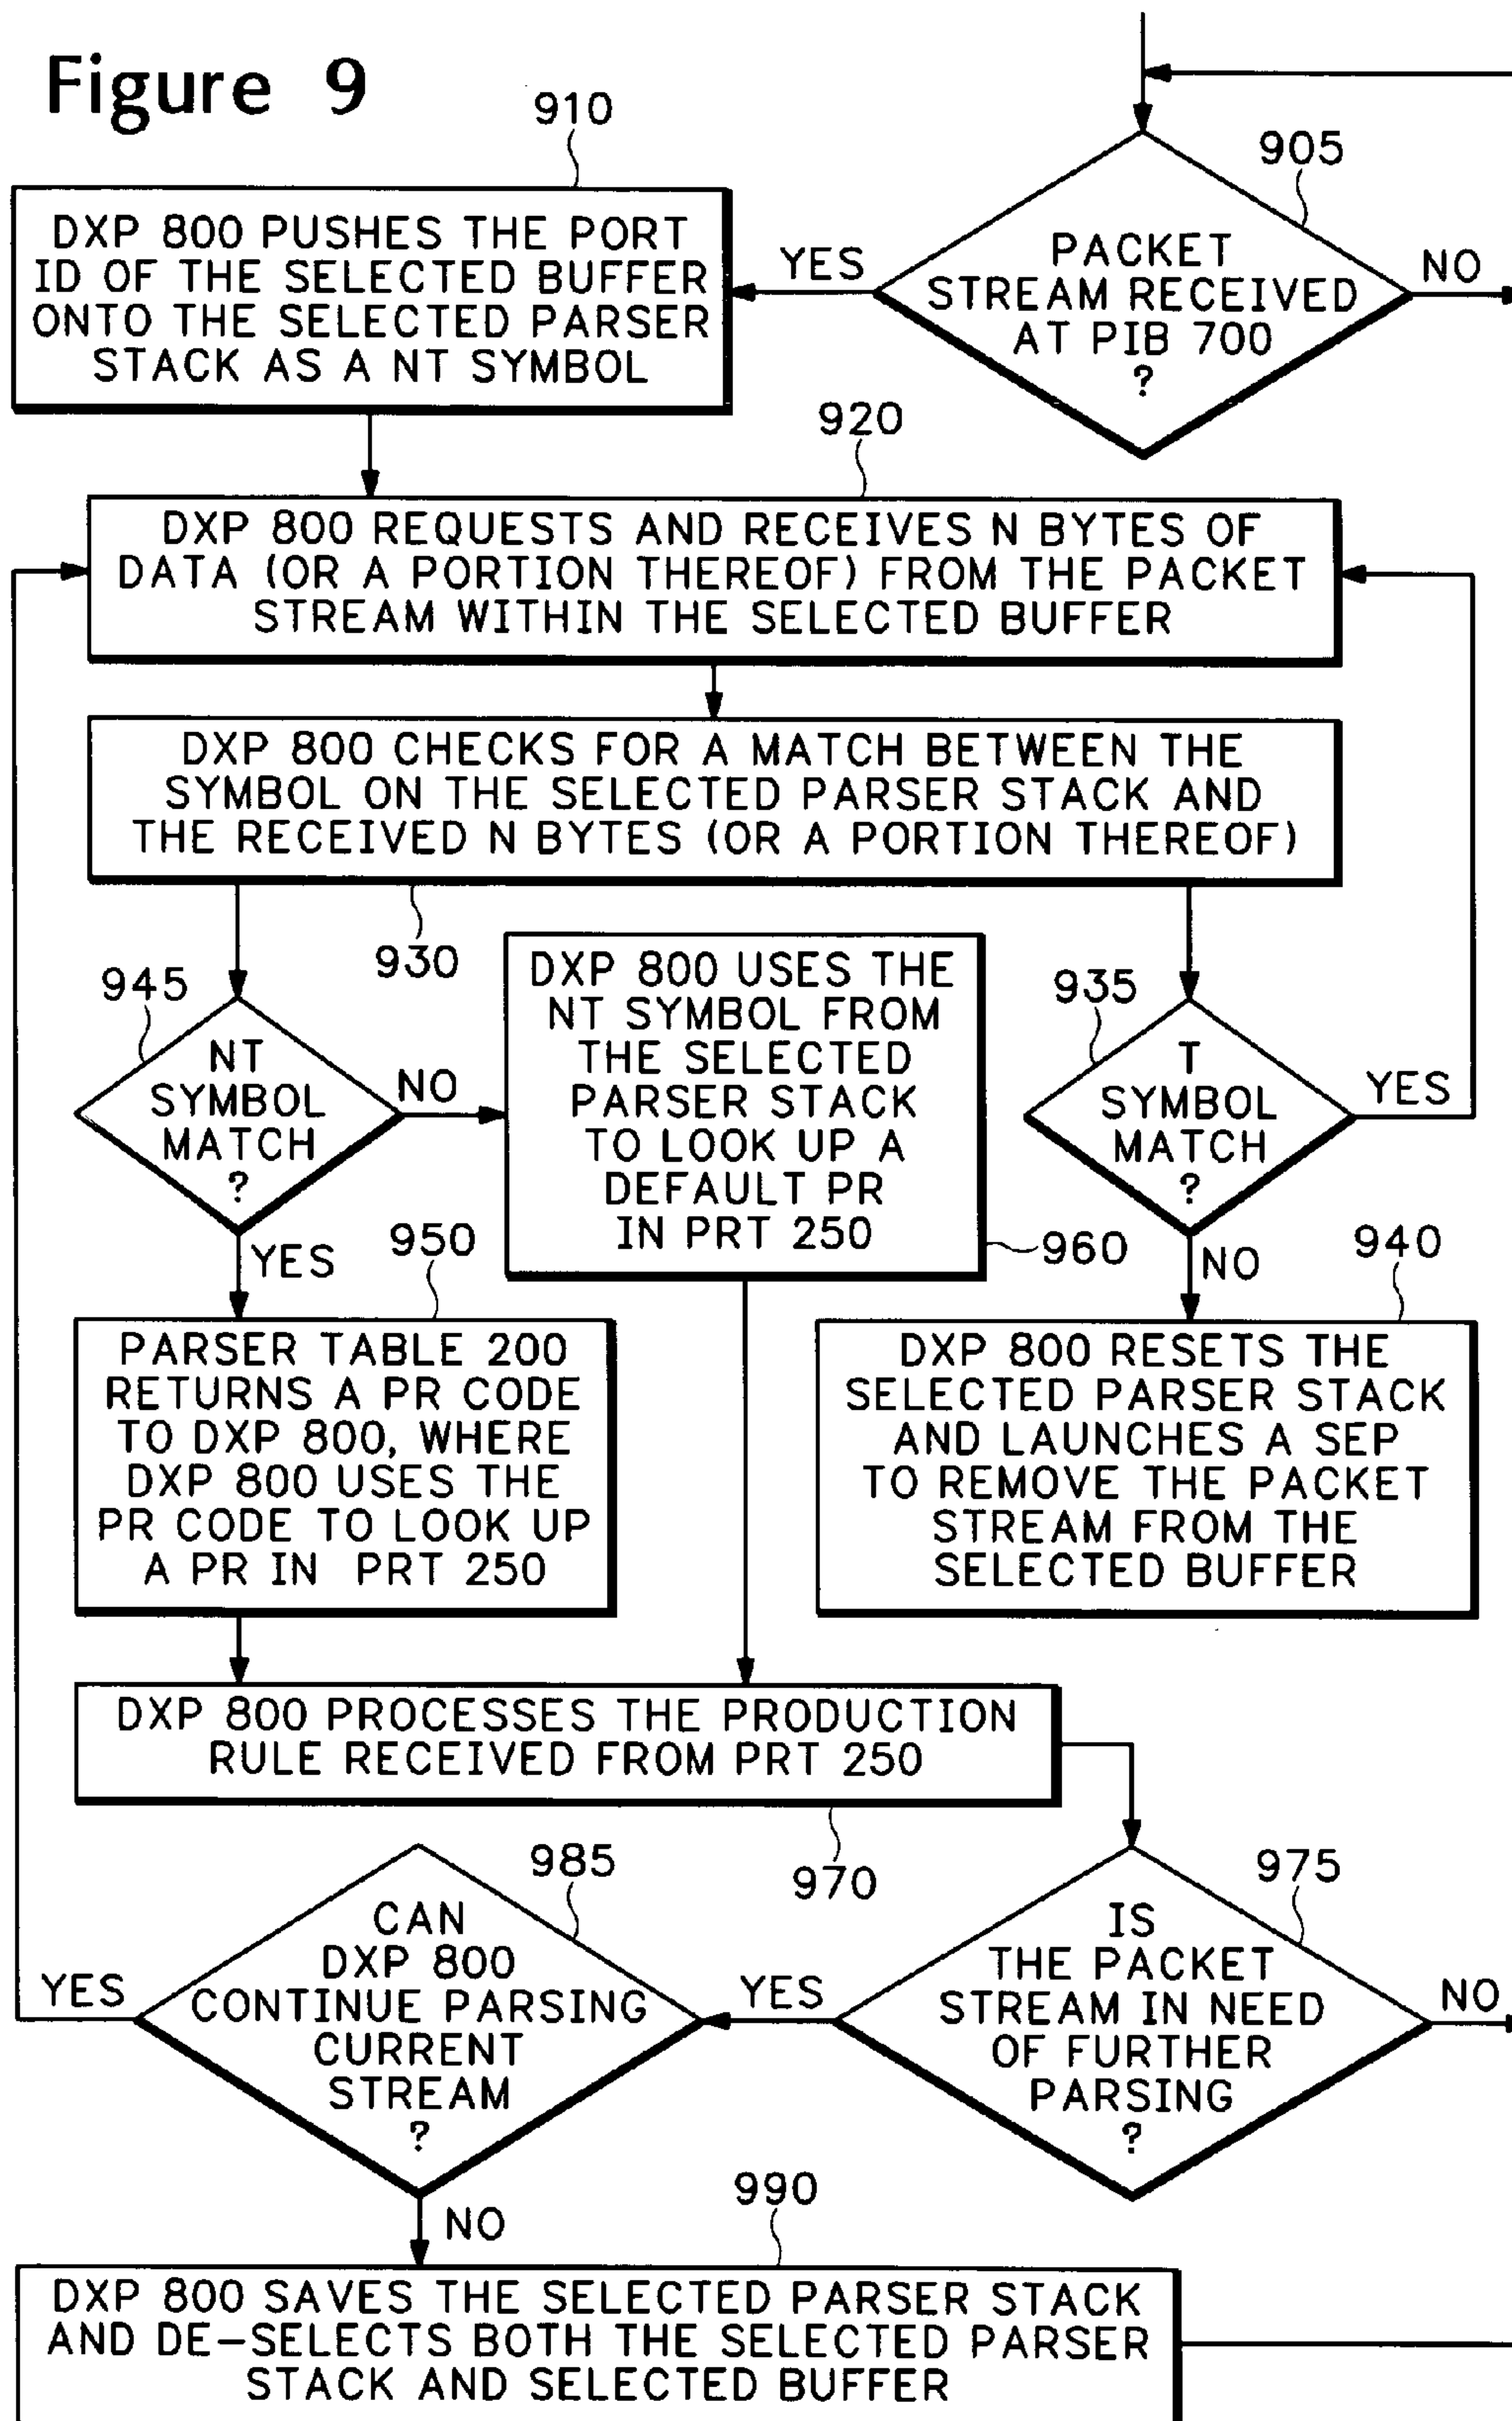 Figure 9
910
905
DXP 800 PUSHES THE PORT
ID OF THE SELECTED BUFFER
ONTO THE SELECTED PARSER
STACK AS A NT SYMBOL
YES
PACKET
STREAM RECEIVED
AT PIB 700
?
NO
920
DXP 800 REQUESTS AND RECEIVES N BYTES OF
DATA (OR A PORTION THEREOF) FROM THE PACKET
STREAM WITHIN THE SELECTED BUFFER
DXP 800 CHECKS FOR A MATCH BETWEEN THE
SYMBOL ON THE SELECTED PARSER STACK AND
THE RECEIVED N BYTES (OR A PORTION THEREOF)
930
945
NT
SYMBOL
MATCH
?
NO
YES
DXP 800 USES THE
NT SYMBOL FROM
THE SELECTED
PARSER STACK
TO LOOK UP A
DEFAULT PR
IN PRT 250
960
935
T
SYMBOL
MATCH
?
YES
NO
950
PARSER TABLE 200
RETURNS A PR CODE
TO DXP 800, WHERE
DXP 800 USES THE
PR CODE TO LOOK UP
A PR IN PRT 250
940
DXP 800 RESETS THE
SELECTED PARSER STACK
AND LAUNCHES A SEP
TO REMOVE THE PACKET
STREAM FROM THE
SELECTED BUFFER
DXP 800 PROCESSES THE PRODUCTION
RULE RECEIVED FROM PRT 250
970
985
CAN
DXP 800
CONTINUE PARSING
CURRENT
STREAM
?
YES
NO
YES
975
IS
THE PACKET
STREAM IN NEED
OF FURTHER
PARSING
?
NO
990
DXP 800 SAVES THE SELECTED PARSER STACK
AND DE-SELECTS BOTH THE SELECTED PARSER
STACK AND SELECTED BUFFER